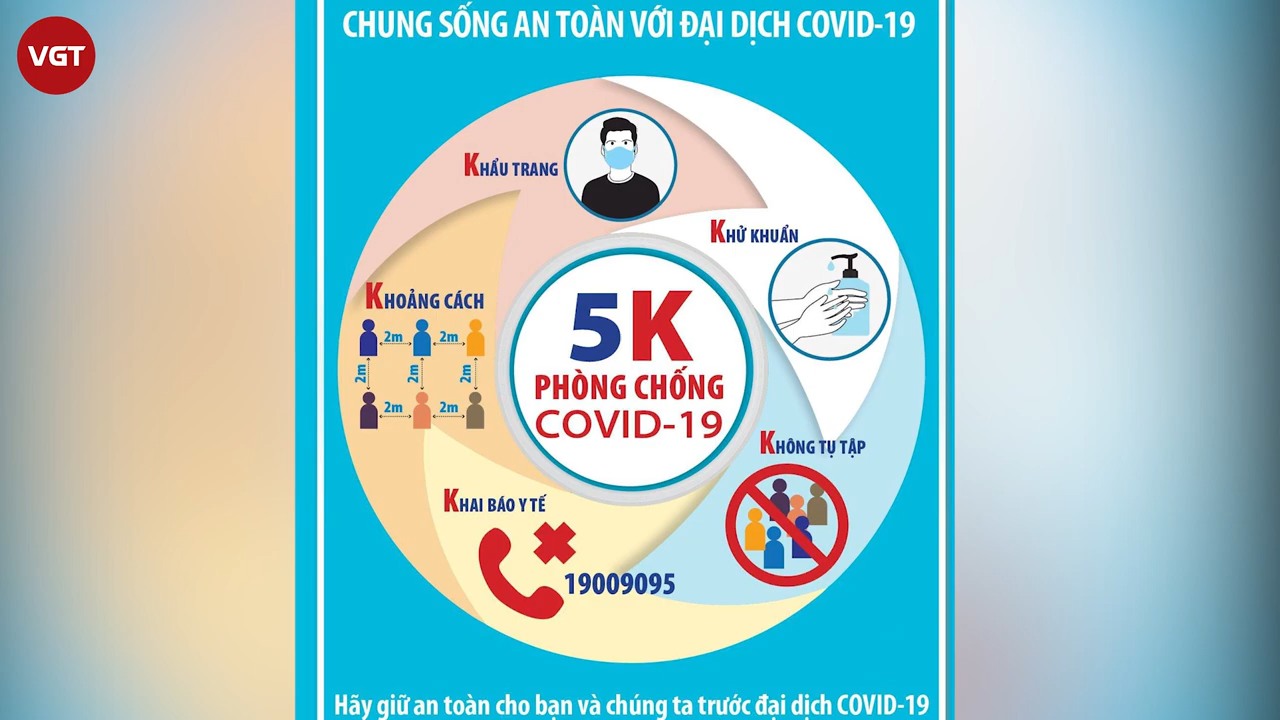 VGT
CHUNG SỐNG AN TOÀN VỚI ĐẠI DỊCH COVID-19
KHẨU TRANG
KHỬ KHUẨN
KHOẢNG CÁCH
2m 2m
2m 2m 2m
2m 2m
5K
PHÒNG CHỐNG
COVID-19
KHÔNG TỤ TẬP
KHAI BÁO Y TẾ
19009095
Hãy giữ an toàn cho bạn và chúng ta trước đại dịch COVID-19